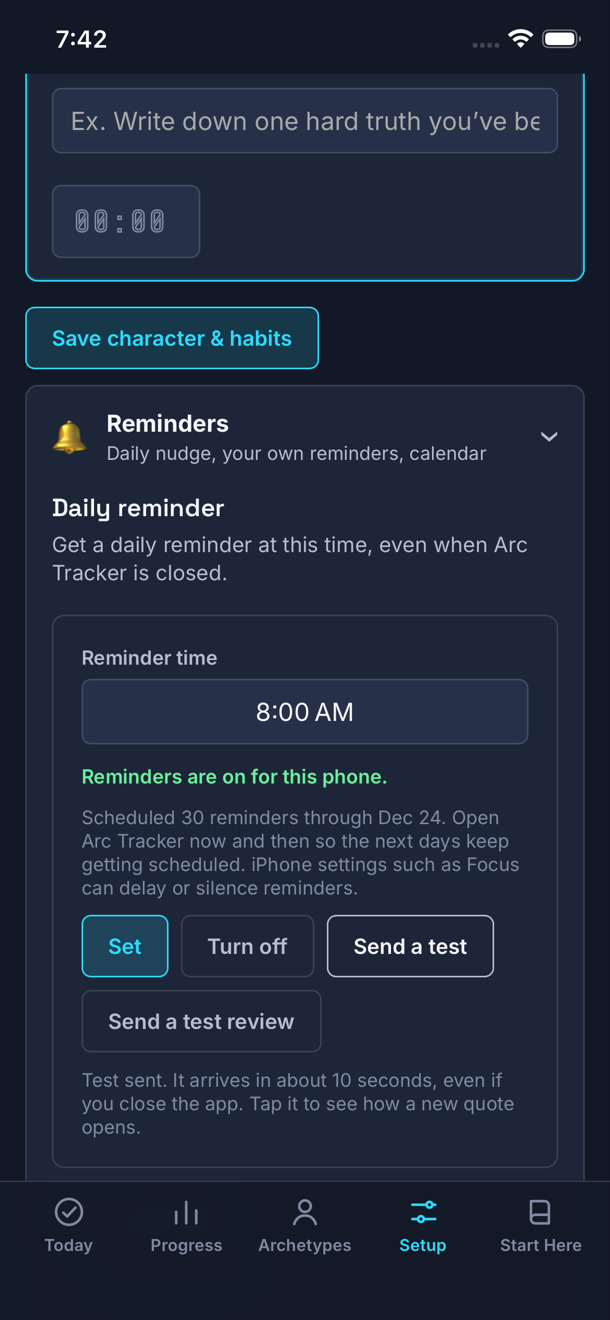 7:42
Ex. Write down one hard truth you’ve be
00:00
Save character & habits
Reminders
Daily nudge, your own reminders, calendar
Daily reminder
Get a daily reminder at this time, even when Arc
Tracker is closed.
Reminder time
8:00 AM
Reminders are on for this phone.
Scheduled 30 reminders through Dec 24. Open
Arc Tracker now and then so the next days keep
getting scheduled. iPhone settings such as Focus
can delay or silence reminders.
Set
Turn off
Send a test
Send a test review
Test sent. It arrives in about 10 seconds, even if
you close the app. Tap it to see how a new quote
opens.
Today
Progress
Archetypes
Setup
Start Here